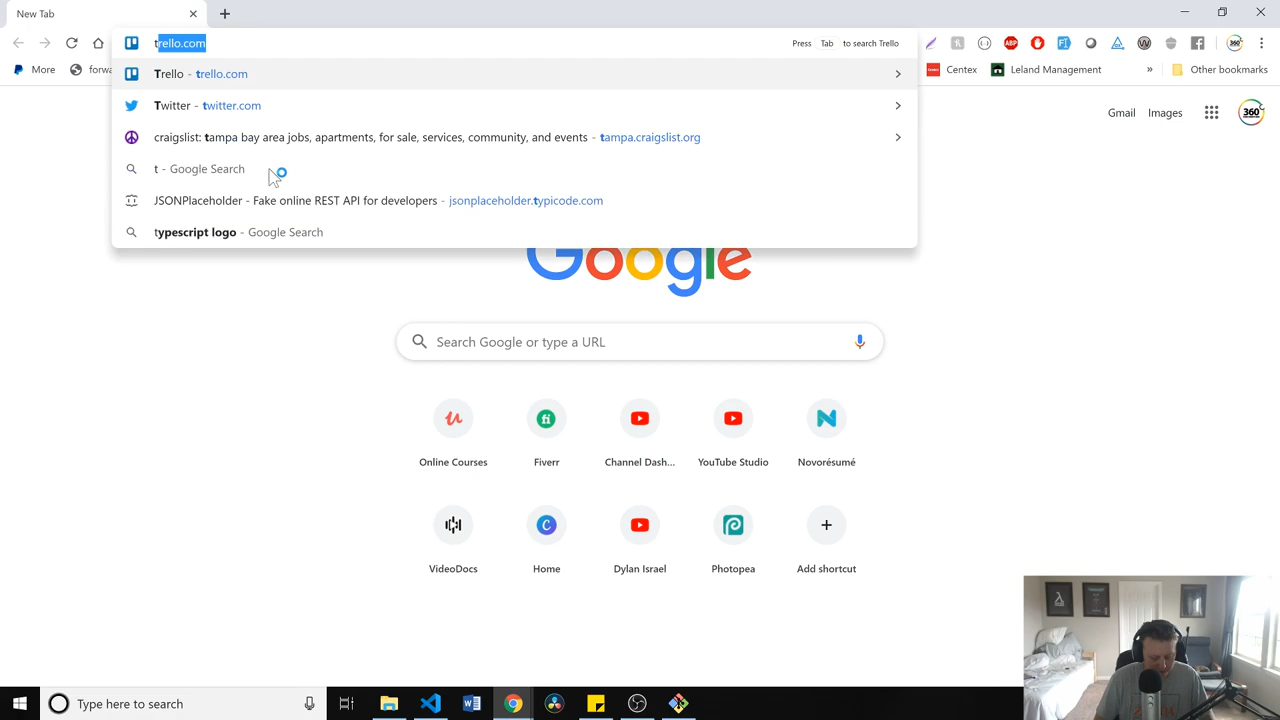 New Tab
trello.com
Press Tab to search Trello
ABP
More
forwa
Centex
Leland Management
»
Other bookmarks
Trello - trello.com
Twitter - twitter.com
craigslist: tampa bay area jobs, apartments, for sale, services, community, and events - tampa.craigslist.org
t - Google Search
JSONPlaceholder - Fake online REST API for developers - jsonplaceholder.typicode.com
typescript logo - Google Search
Gmail
Images
360°
Google
Search Google or type a URL
Online Courses
Fiverr
Channel Dash...
YouTube Studio
Novorésumé
VideoDocs
Home
Dylan Israel
Photopea
Add shortcut
Type here to search